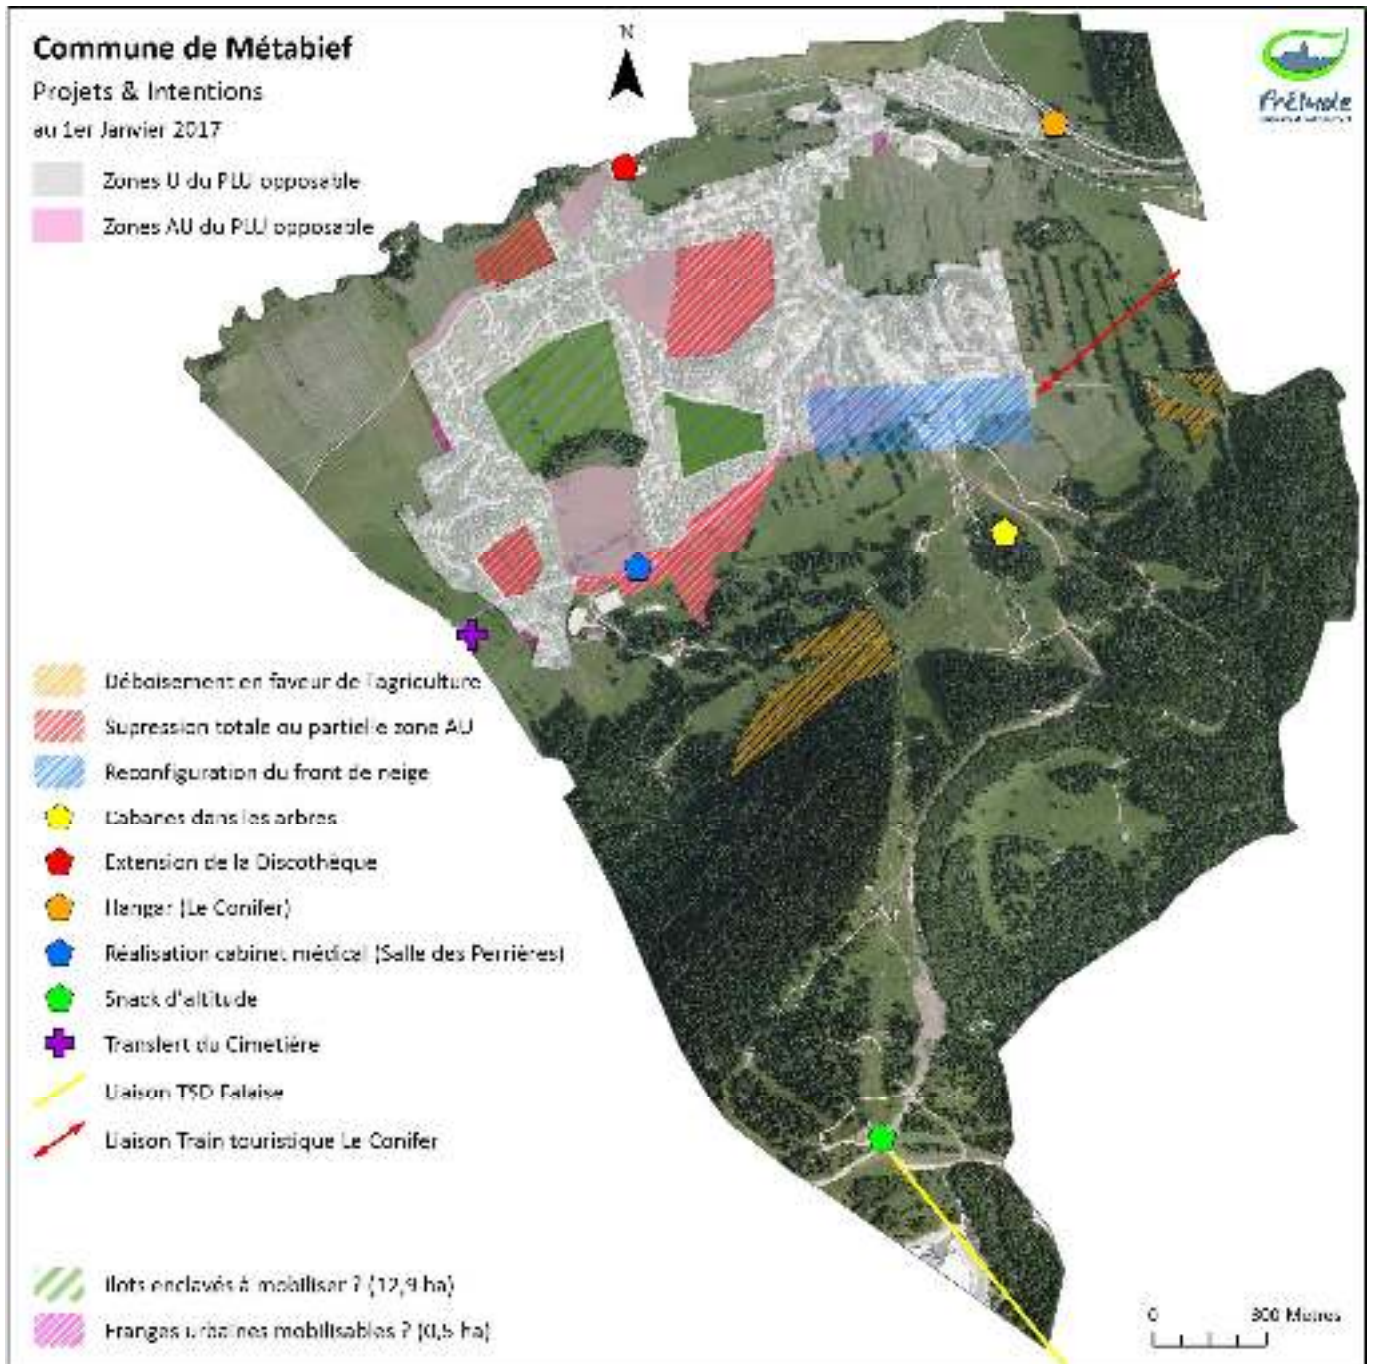 Commune de Métabief
Projets & Intentions
au 1er Janvier 2017
Zones U du PLU opposable
Zones AU du PLU opposable
N
Prélude
Déboisement en faveur de l'agriculture
Supression totale ou partielle zone AU
Reconfiguration du front de neige
Cabanes dans les arbres
Extension de la Discothèque
Hangar (Le Conifer)
Réalisation cabinet médical (Salle des Perrières)
Snack d'altitude
Transfert du Cimetière
Liaison TSD Falaise
Liaison Train touristique Le Conifer
Ilots enclavés à mobiliser ? (12,9 ha)
Franges urbaines mobilisables ? (0,5 ha)
0 300 Metres